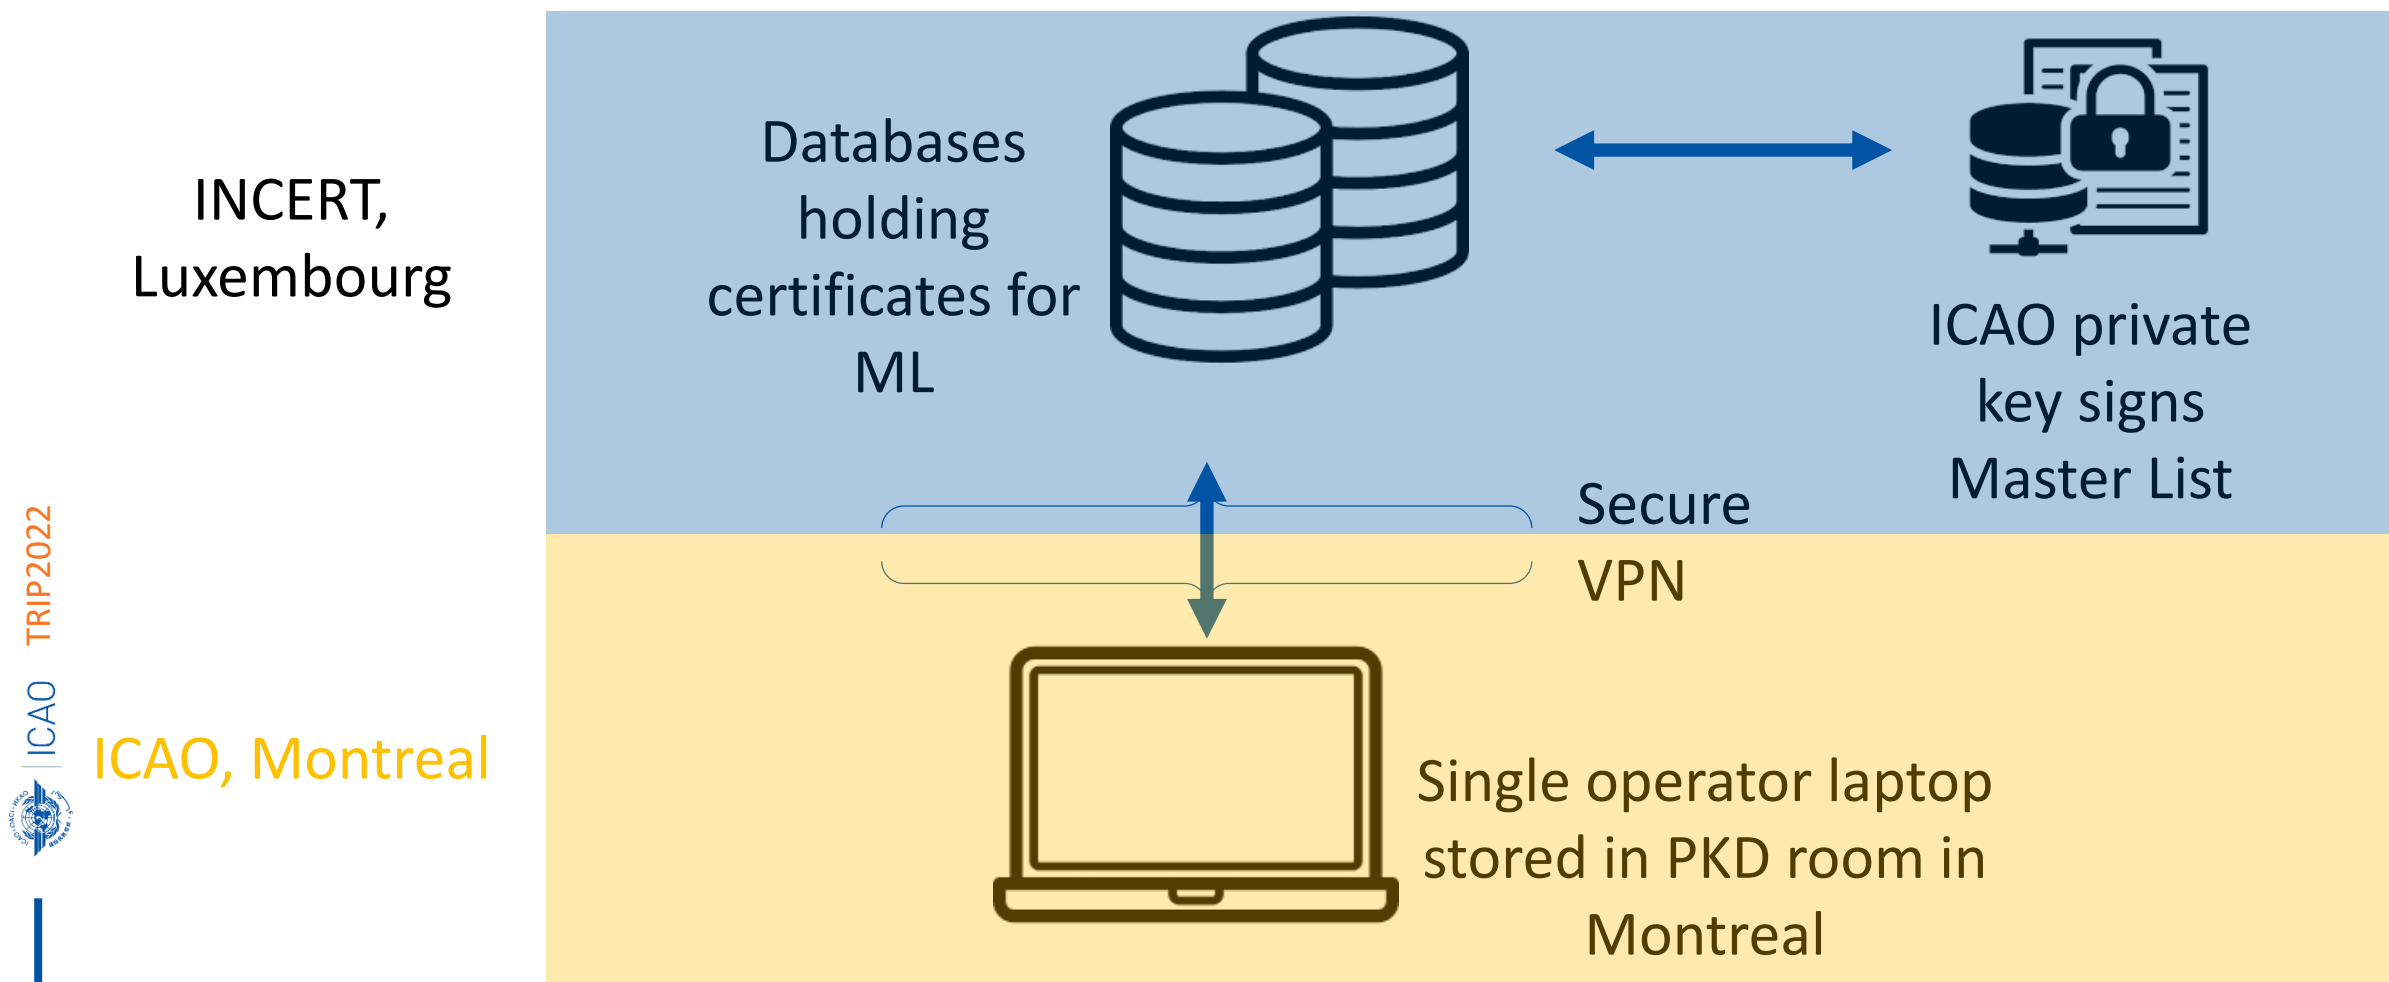 INCERT,
Luxembourg
Databases
holding
certificates for
ML
ICAO private
key signs
Master List
Secure
VPN
ICAO, Montreal
Single operator laptop
stored in PKD room in
Montreal
ICAO TRIP2022